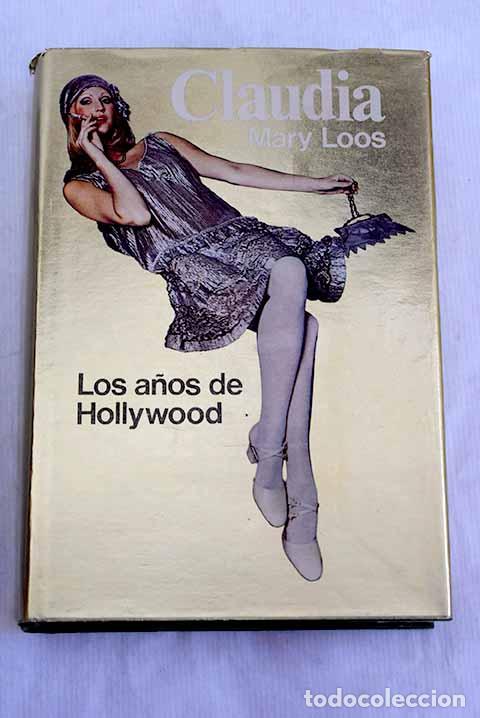 Claudia
Mary Loos
Los años de
Hollywood
todocoleccion